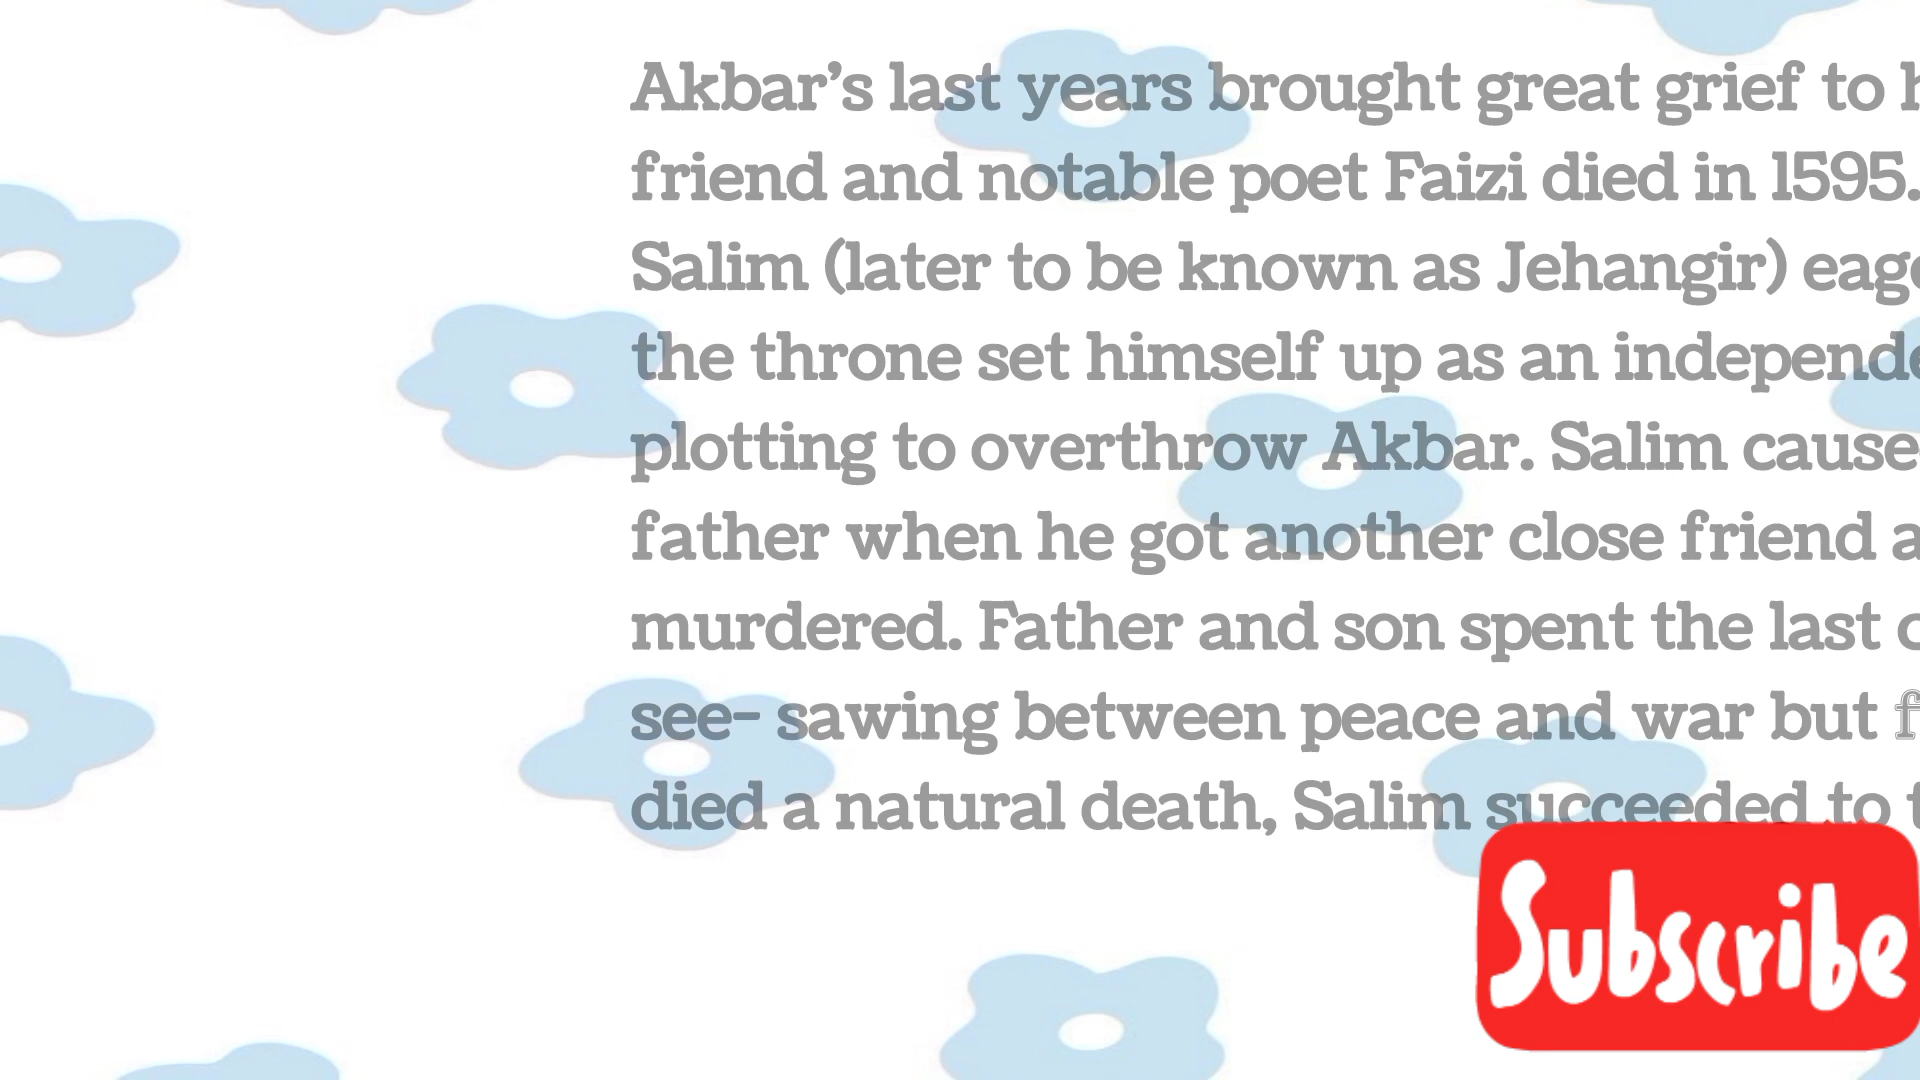 Akbar’s last years brought great grief to
friend and notable poet Faizi died in 1595.
Salim (later to be known as Jehangir)
the throne set himself up as an
plotting to overthrow Akbar. Salim
father when he got another close friend
murdered. Father and son spent the last
see- sawing between peace and war but
died a natural death, Salim succeeded to
Subscribe